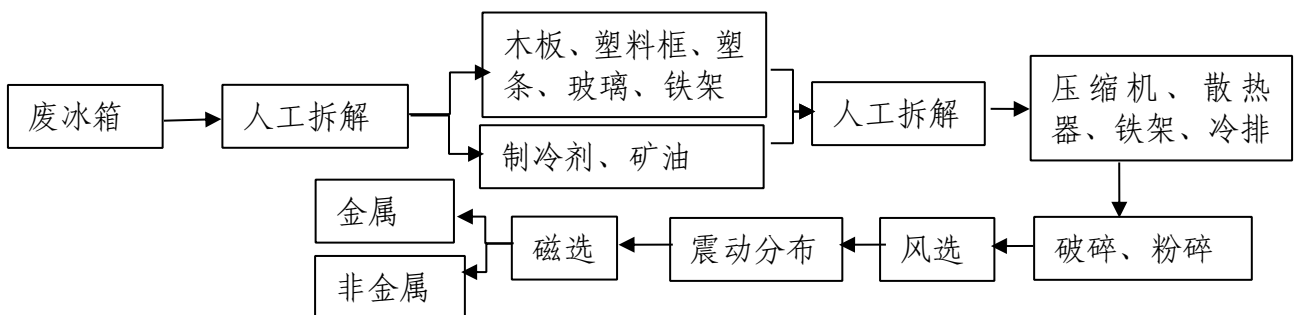 废冰箱
人工拆解
木板、塑料框、塑
条、玻璃、铁架
制冷剂、矿油
人工拆解
压缩机、散热
器、铁架、冷排
破碎、粉碎
风选
震动分布
磁选
金属
非金属